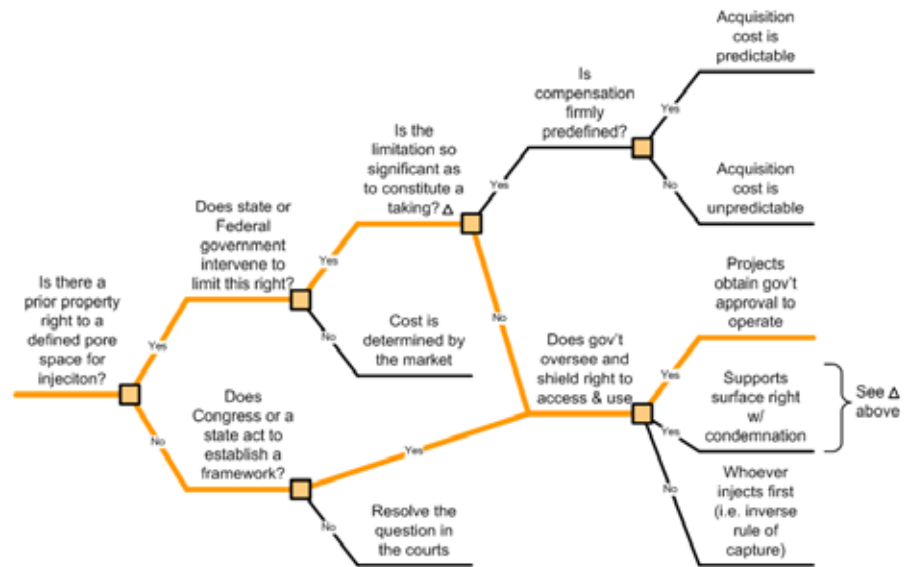 Is there a
prior property
right to a
defined pore
space for
injeciton?
Yes
No
Does state or
Federal
government
intervene to
limit this right?
Yes
No
Does
Congress or a
state act to
establish a
framework?
Yes
No
Is the
limitation so
significant as
to constitute a
taking? Δ
Yes
No
Cost is
determined by
the market
Resolve the
question in
the courts
Is
compensation
firmly
predefined?
Yes
No
Does gov't
oversee and
shield right to
access & use
Yes
Yes
No
Acquisition
cost is
predictable
Acquisition
cost is
unpredictable
Projects
obtain gov't
approval to
operate
Supports
surface right
w/
condemnation
See Δ
above
Whoever
injects first
(i.e. inverse
rule of
capture)